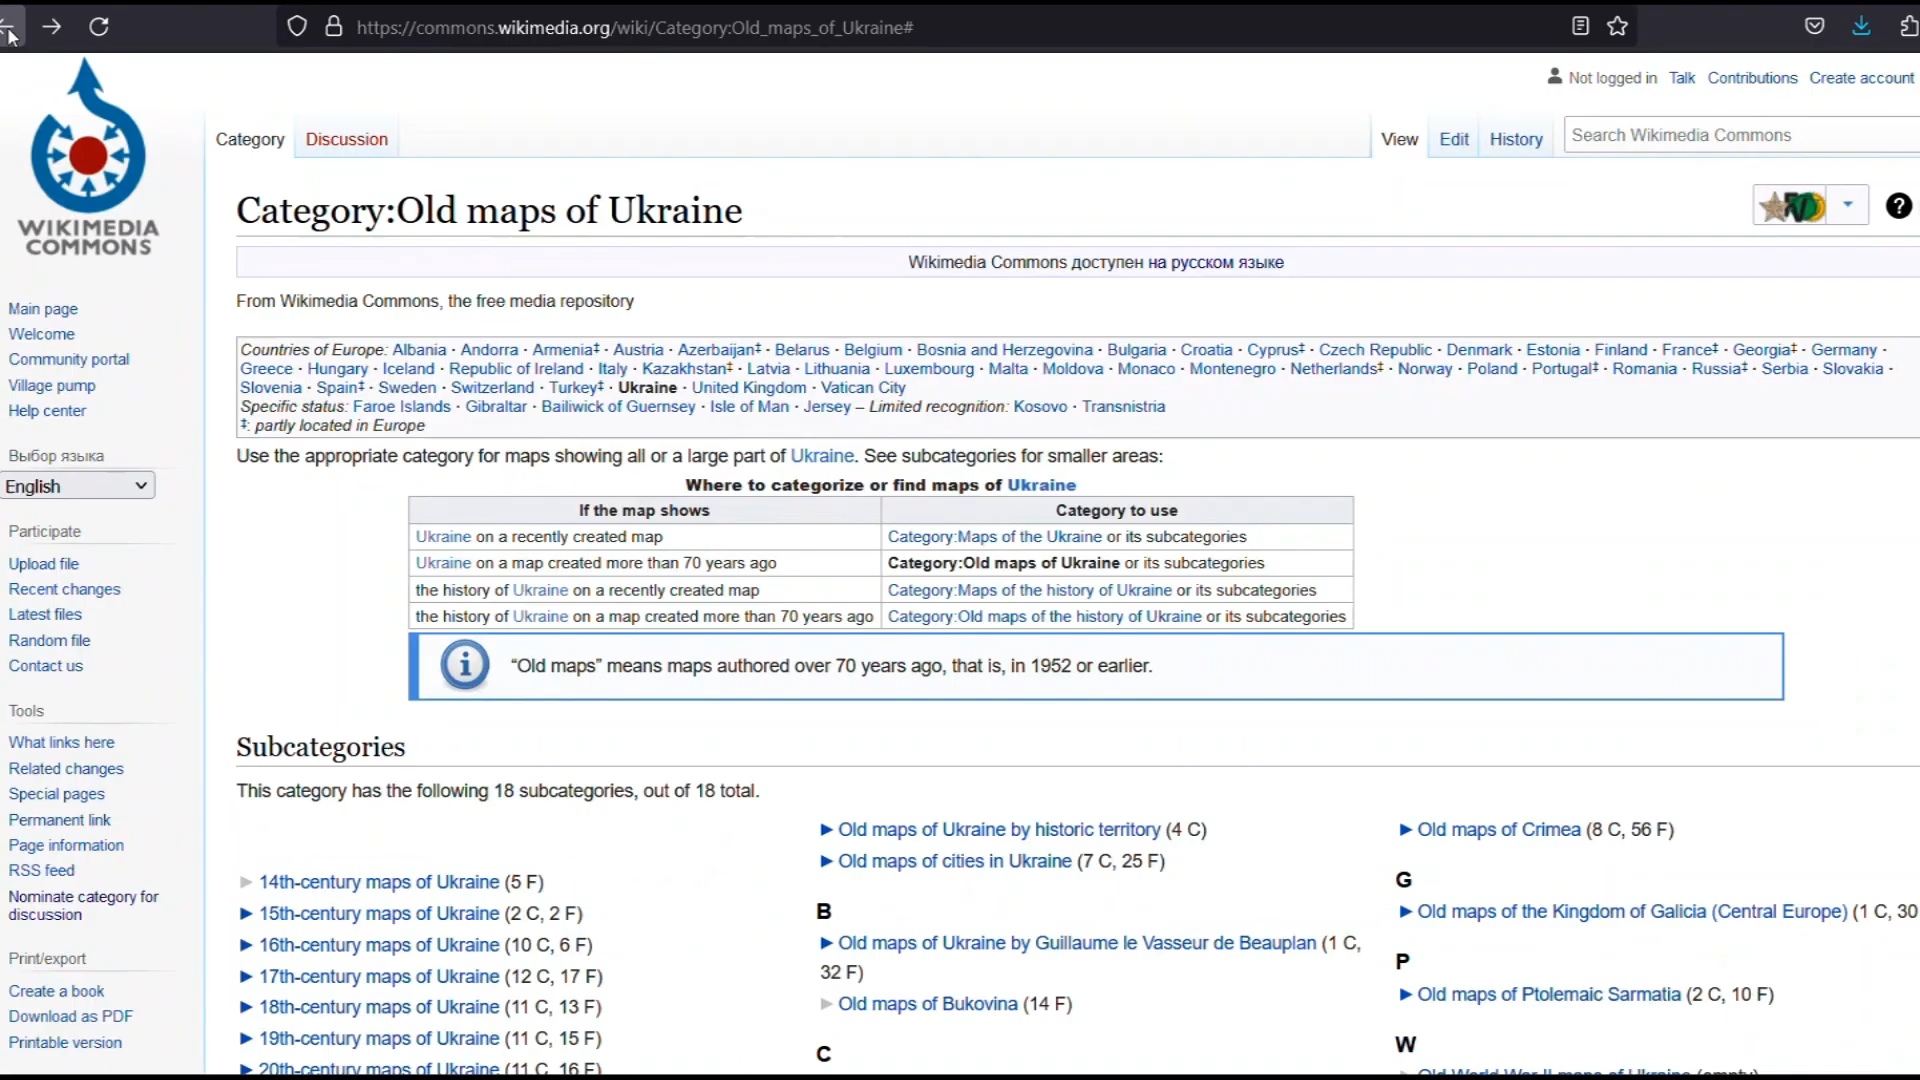 https://commons.wikimedia.org/wiki/Category:Old_maps_of_Ukraine#
Not logged in Talk Contributions Create account
WIKIMEDIA
COMMONS
Category Discussion
View Edit History
Search Wikimedia Commons
Category:Old maps of Ukraine
Wikimedia Commons доступен на русском языке
From Wikimedia Commons, the free media repository
Countries of Europe: Albania · Andorra · Armenia‡ · Austria · Azerbaijan‡ · Belarus · Belgium · Bosnia and Herzegovina · Bulgaria · Croatia · Cyprus‡ · Czech Republic · Denmark · Estonia · Finland · France‡ · Georgia‡ · Germany ·
Greece · Hungary · Iceland · Republic of Ireland · Italy · Kazakhstan‡ · Latvia · Lithuania · Luxembourg · Malta · Moldova · Monaco · Montenegro · Netherlands‡ · Norway · Poland · Portugal‡ · Romania · Russia‡ · Serbia · Slovakia ·
Slovenia · Spain‡ · Sweden · Switzerland · Turkey‡ · Ukraine · United Kingdom · Vatican City
Specific status: Faroe Islands · Gibraltar · Bailiwick of Guernsey · Isle of Man · Jersey – Limited recognition: Kosovo · Transnistria
‡: partly located in Europe
Use the appropriate category for maps showing all or a large part of Ukraine. See subcategories for smaller areas:
Where to categorize or find maps of Ukraine
If the map shows Category to use
Ukraine on a recently created map Category:Maps of the Ukraine or its subcategories
Ukraine on a map created more than 70 years ago Category:Old maps of Ukraine or its subcategories
the history of Ukraine on a recently created map Category:Maps of the history of Ukraine or its subcategories
the history of Ukraine on a map created more than 70 years ago Category:Old maps of the history of Ukraine or its subcategories
“Old maps” means maps authored over 70 years ago, that is, in 1952 or earlier.
Subcategories
This category has the following 18 subcategories, out of 18 total.
14th-century maps of Ukraine (5 F)
15th-century maps of Ukraine (2 C, 2 F)
16th-century maps of Ukraine (10 C, 6 F)
17th-century maps of Ukraine (12 C, 17 F)
18th-century maps of Ukraine (11 C, 13 F)
19th-century maps of Ukraine (11 C, 15 F)
20th-century maps of Ukraine (11 C, 16 F)
Old maps of Ukraine by historic territory (4 C)
Old maps of cities in Ukraine (7 C, 25 F)
B
Old maps of Ukraine by Guillaume le Vasseur de Beauplan (1 C,
32 F)
Old maps of Bukovina (14 F)
C
Old maps of Crimea (8 C, 56 F)
G
Old maps of the Kingdom of Galicia (Central Europe) (1 C, 30
P
Old maps of Ptolemaic Sarmatia (2 C, 10 F)
W
Old World War II maps of Ukraine (empty)
Main page
Welcome
Community portal
Village pump
Help center
Выбор языка
English
Participate
Upload file
Recent changes
Latest files
Random file
Contact us
Tools
What links here
Related changes
Special pages
Permanent link
Page information
RSS feed
Nominate category for
discussion
Print/export
Create a book
Download as PDF
Printable version